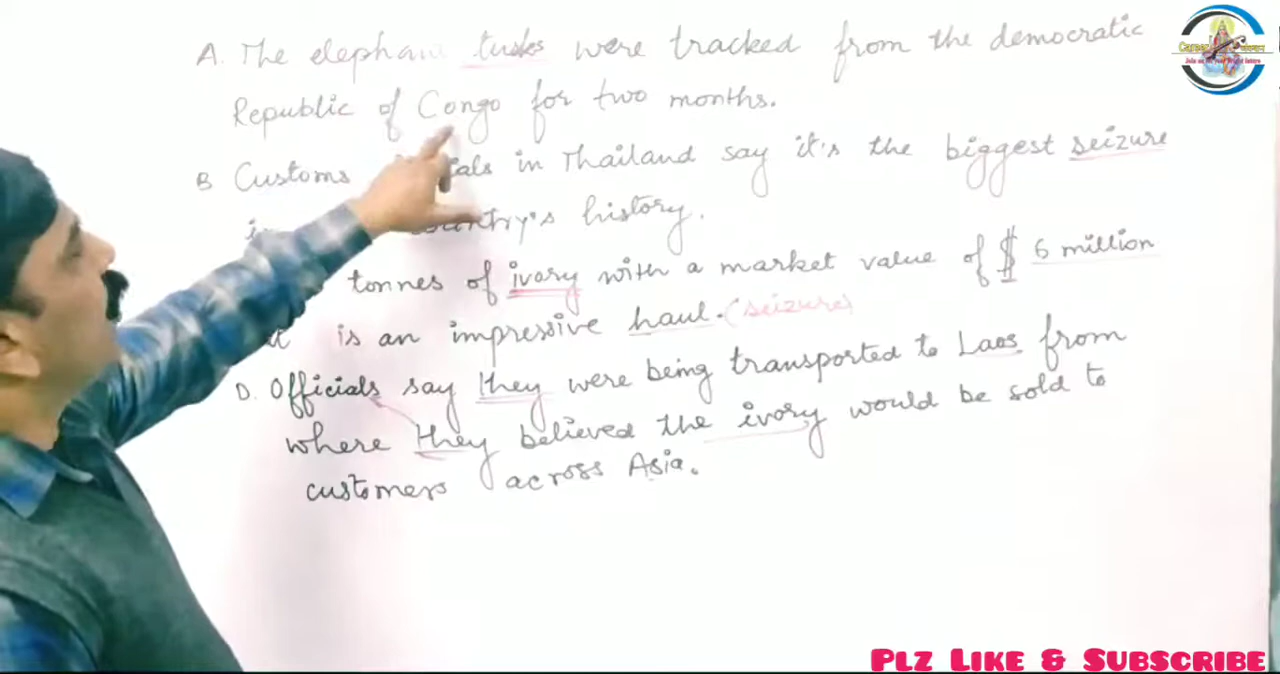 A. The elephan tusks were tracked from the democratic
Republic of Congo for two months.
B Customs in Thailand say it's the biggest seizure
history.
tonnes of ivory with a market value of $ 6 million
is an impressive haul. (seizure)
D. Officials say they were being transported to Laos from
where they believed the ivory would be sold to
customers across Asia.
Plz Like & Subscribe